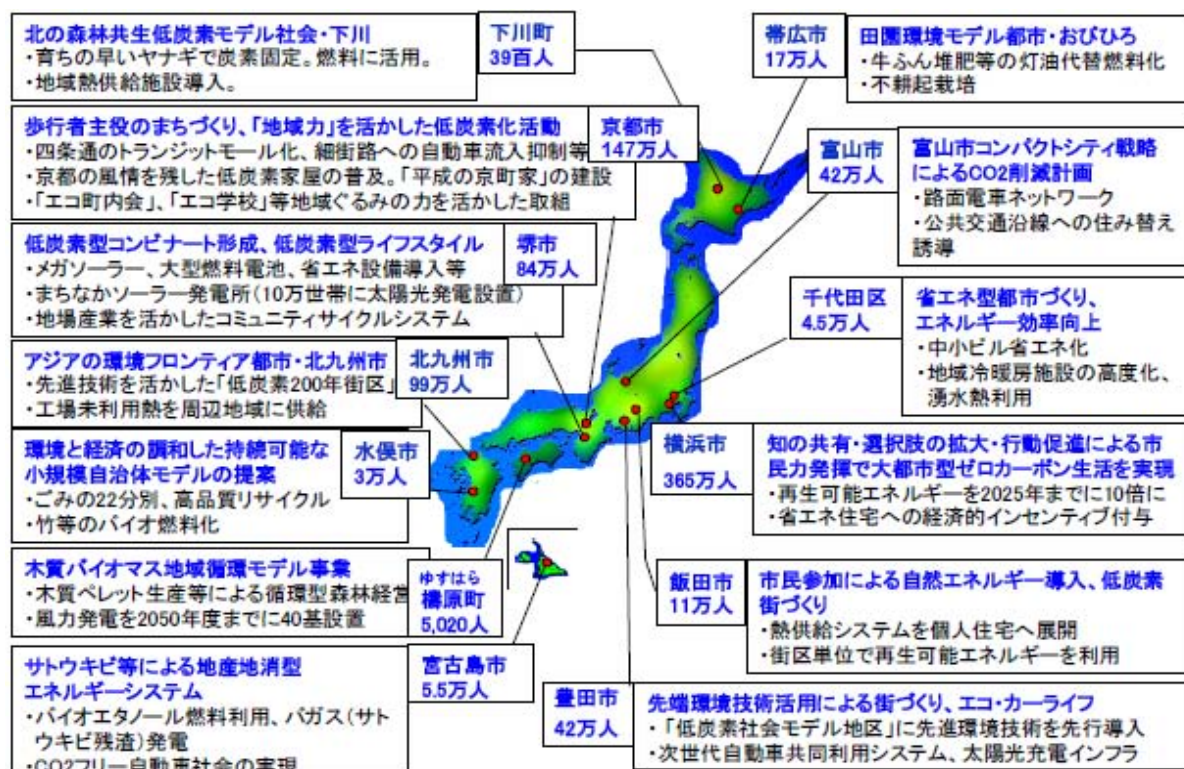 北の森林共生低炭素モデル社会・下川
・育ちの早いヤナギで炭素固定。燃料に活用。
・地域熱供給施設導入。
下川町
39百人
帯広市
17万人
田園環境モデル都市・おびひろ
・牛ふん堆肥等の灯油代替燃料化
・不耕起栽培
歩行者主役のまちづくり、「地域力」を活かした低炭素化活動
・四条通のトランジットモール化、細街路への自動車流入抑制等
・京都の風情を残した低炭素家屋の普及。「平成の京町家」の建設
・「エコ町内会」、「エコ学校」等地域ぐるみの力を活かした取組
京都市
147万人
富山市
42万人
富山市コンパクトシティ戦略
によるCO2削減計画
・路面電車ネットワーク
・公共交通沿線への住み替え
誘導
低炭素型コンビナート形成、低炭素型ライフスタイル
・メガソーラー、大型燃料電池、省エネ設備導入等
・まちなかソーラー発電所(10万世帯に太陽光発電設置)
・地場産業を活かしたコミュニティサイクルシステム
堺市
84万人
千代田区
4.5万人
省エネ型都市づくり、
エネルギー効率向上
・中小ビル省エネ化
・地域冷暖房施設の高度化、
湧水熱利用
アジアの環境フロンティア都市・北九州市
・先進技術を活かした「低炭素200年街区」
・工場未利用熱を周辺地域に供給
北九州市
99万人
環境と経済の調和した持続可能な
小規模自治体モデルの提案
・ごみの22分別、高品質リサイクル
・竹等のバイオ燃料化
水俣市
3万人
横浜市
365万人
知の共有・選択肢の拡大・行動促進による市
民力発揮で大都市型ゼロカーボン生活を実現
・再生可能エネルギーを2025年までに10倍に
・省エネ住宅への経済的インセンティブ付与
木質バイオマス地域循環モデル事業
・木質ペレット生産等による循環型森林経営
・風力発電を2050年度までに40基設置
ゆすはら
檮原町
5,020人
飯田市
11万人
市民参加による自然エネルギー導入、低炭素
街づくり
・熱供給システムを個人住宅へ展開
・街区単位で再生可能エネルギーを利用
サトウキビ等による地産地消型
エネルギーシステム
・バイオエタノール燃料利用、バガス(サト
ウキビ残渣)発電
・CO2フリー自動車社会の実現
宮古島市
5.5万人
豊田市
42万人
先端環境技術活用による街づくり、エコ・カーライフ
・「低炭素社会モデル地区」に先進環境技術を先行導入
・次世代自動車共同利用システム、太陽光充電インフラ